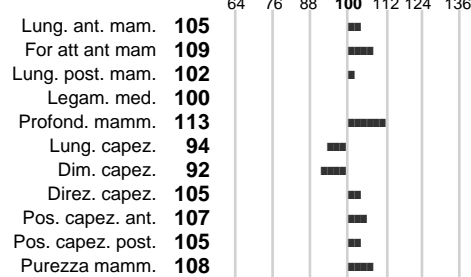 64 76 88 100 112 124 136
Lung. ant. mam. 105
For att ant mam 109
Lung. post. mam. 102
Legam. med. 100
Profond. mamm. 113
Lung. capez. 94
Dim. capez. 92
Direz. capez. 105
Pos. capez. ant. 107
Pos. capez. post. 105
Purezza mamm. 108